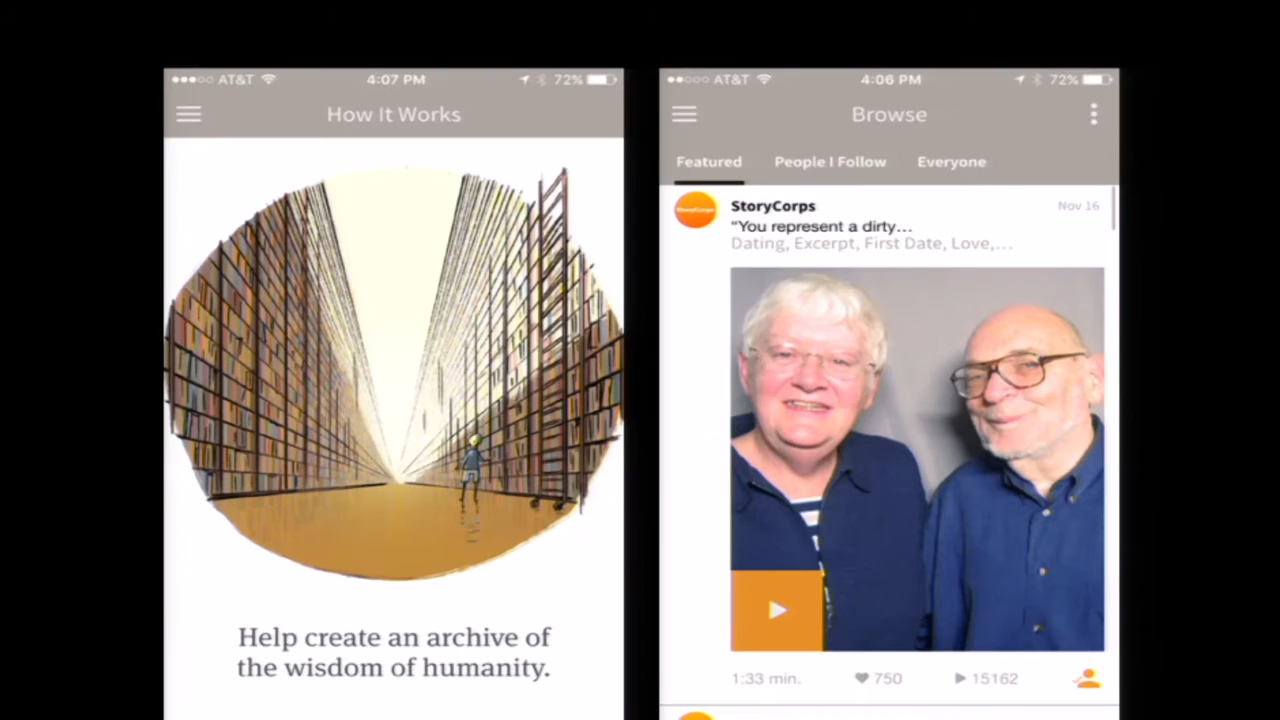 AT&T 4:07 PM 72%
How It Works
Help create an archive of
the wisdom of humanity.
AT&T 4:06 PM 72%
Browse
Featured People I Follow Everyone
StoryCorps
StoryCorps Nov 16
“You represent a dirty…
Dating, Excerpt, First Date, Love,…
1:33 min. 750 15162